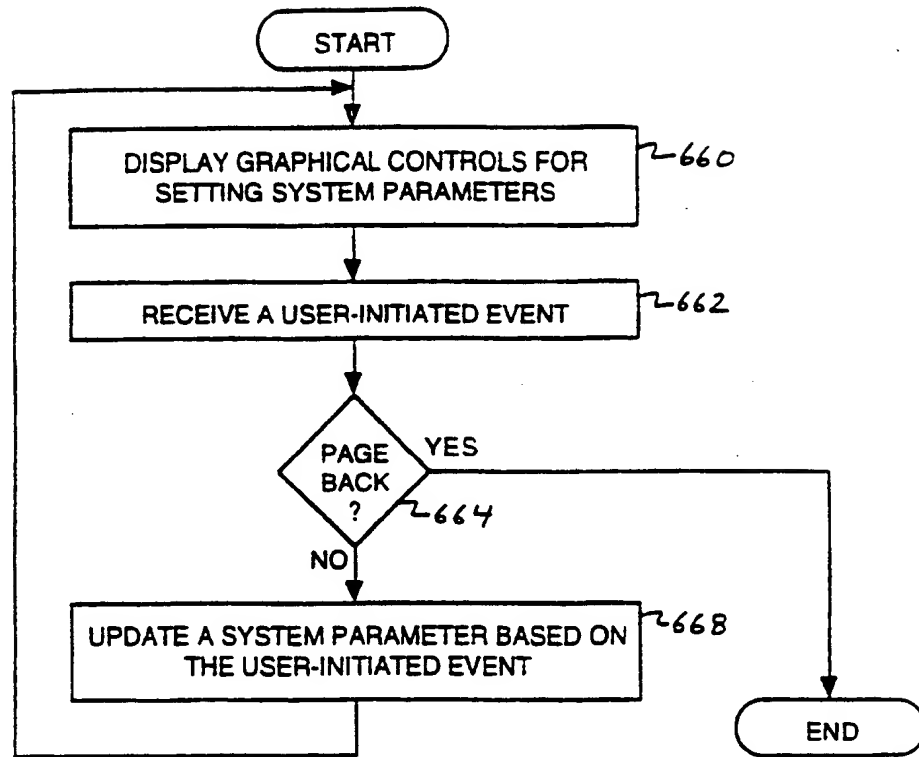 START
DISPLAY GRAPHICAL CONTROLS FOR
SETTING SYSTEM PARAMETERS
660
RECEIVE A USER-INITIATED EVENT
662
PAGE
BACK
?
YES
664
NO
UPDATE A SYSTEM PARAMETER BASED ON
THE USER-INITIATED EVENT
668
END